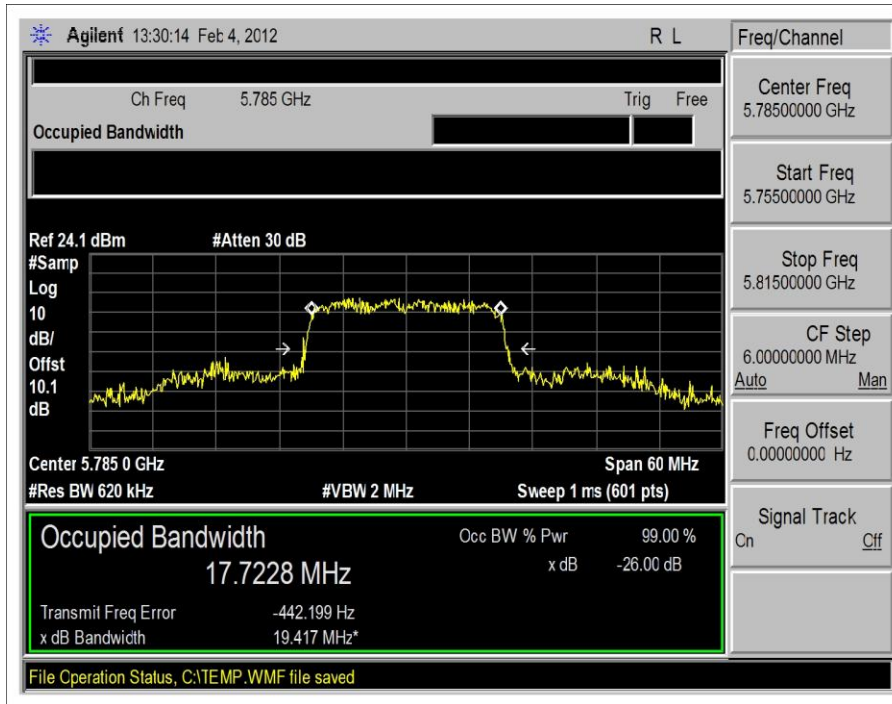 Agilent 13:30:14 Feb 4, 2012 R L
Ch Freq 5.785 GHz Trig Free
Occupied Bandwidth
Ref 24.1 dBm #Atten 30 dB
#Samp
Log
10
dB/
Offst
10.1
dB
Center 5.785 0 GHz Span 60 MHz
#Res BW 620 kHz #VBW 2 MHz Sweep 1 ms (601 pts)
Occupied Bandwidth
17.7228 MHz
Occ BW % Pwr 99.00 %
x dB -26.00 dB
Transmit Freq Error -442.199 Hz
x dB Bandwidth 19.417 MHz*
File Operation Status, C:\TEMP.WMF file saved
Freq/Channel
Center Freq
5.78500000 GHz
Start Freq
5.75500000 GHz
Stop Freq
5.81500000 GHz
CF Step
6.00000000 MHz
Auto Man
Freq Offset
0.00000000 Hz
Signal Track
On Off